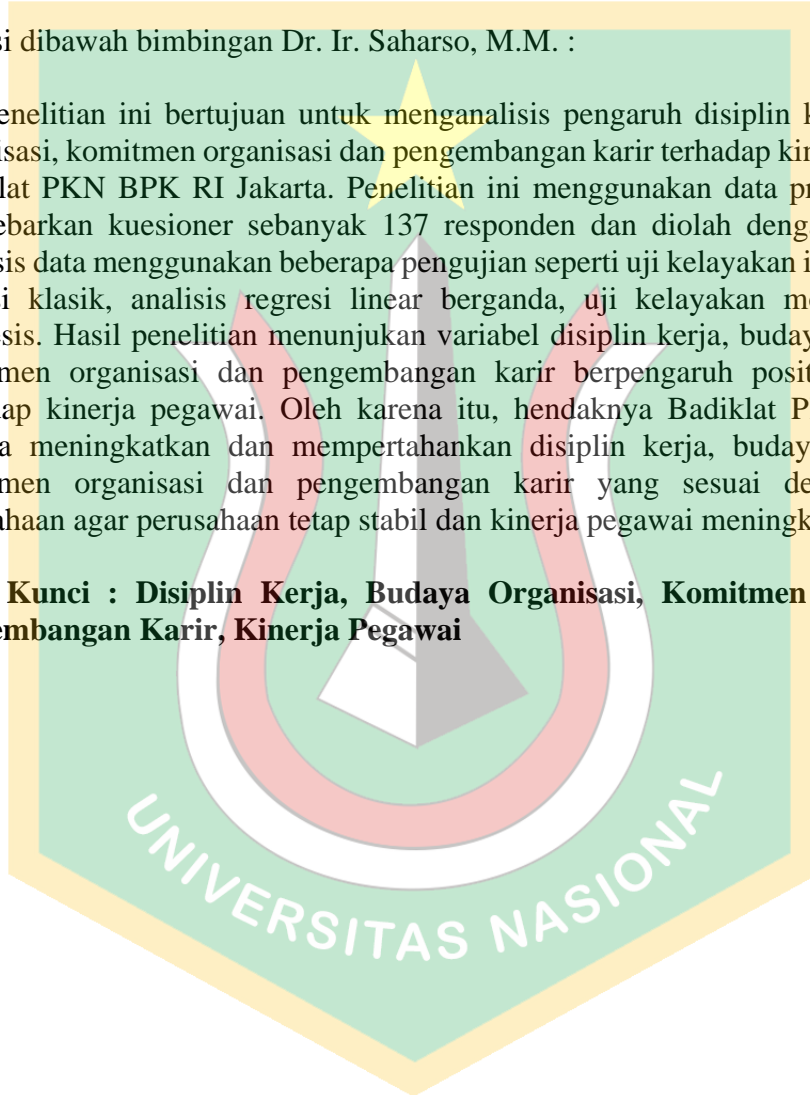 si dibawah bimbingan Dr. Ir. Saharso, M.M. :
enelitian ini bertujuan untuk menganalisis pengaruh disiplin k
isasi, komitmen organisasi dan pengembangan karir terhadap kin
lat PKN BPK RI Jakarta. Penelitian ini menggunakan data pr
ebarkan kuesioner sebanyak 137 responden dan diolah deng
sis data menggunakan beberapa pengujian seperti uji kelayakan i
si klasik, analisis regresi linear berganda, uji kelayakan m
esis. Hasil penelitian menunjukan variabel disiplin kerja, buday
men organisasi dan pengembangan karir berpengaruh posit
dap kinerja pegawai. Oleh karena itu, hendaknya Badiklat P
a meningkatkan dan mempertahankan disiplin kerja, buday
men organisasi dan pengembangan karir yang sesuai de
ahaan agar perusahaan tetap stabil dan kinerja pegawai meningk
Kunci : Disiplin Kerja, Budaya Organisasi, Komitmen
embangan Karir, Kinerja Pegawai
UNIVERSITAS NASIONAL